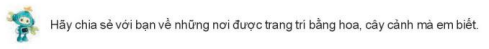 Hãy chia sẻ với bạn về những nơi được trang trí bằng hoa, cây cảnh mà em biết.